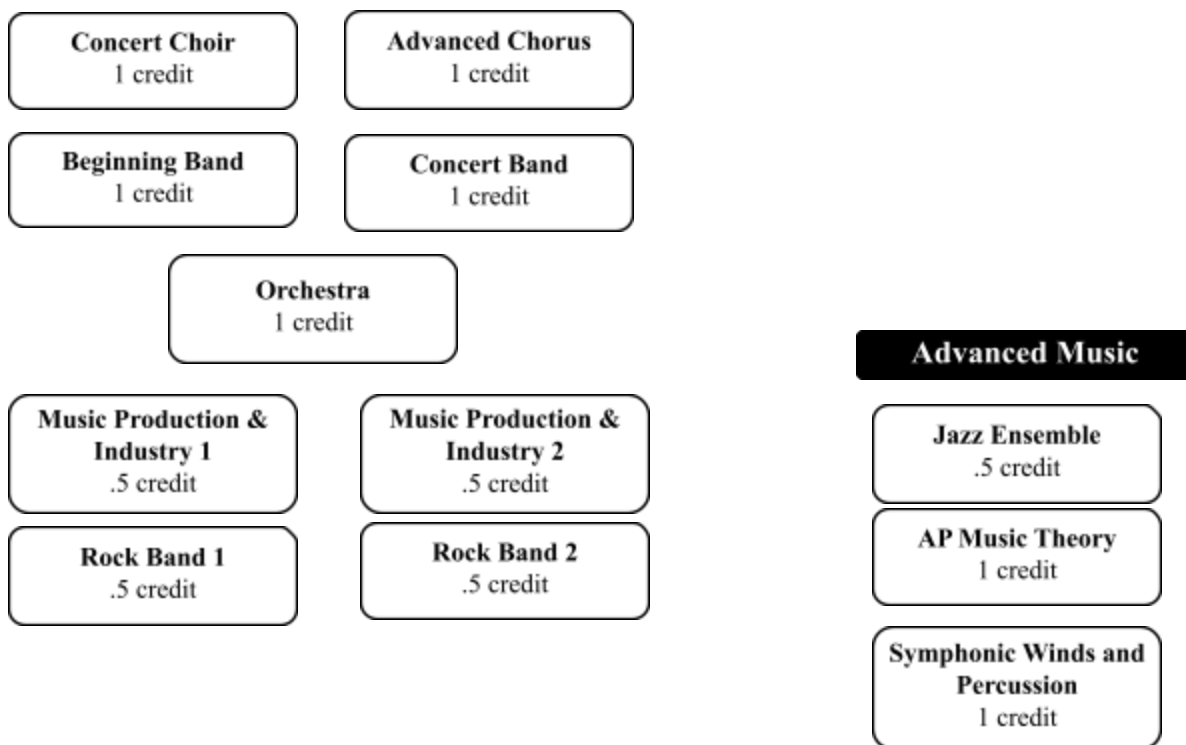 Concert Choir
1 credit
Advanced Chorus
1 credit
Beginning Band
1 credit
Concert Band
1 credit
Orchestra
1 credit
Music Production &
Industry 1
.5 credit
Music Production &
Industry 2
.5 credit
Rock Band 1
.5 credit
Rock Band 2
.5 credit
Advanced Music
Jazz Ensemble
.5 credit
AP Music Theory
1 credit
Symphonic Winds and
Percussion
1 credit